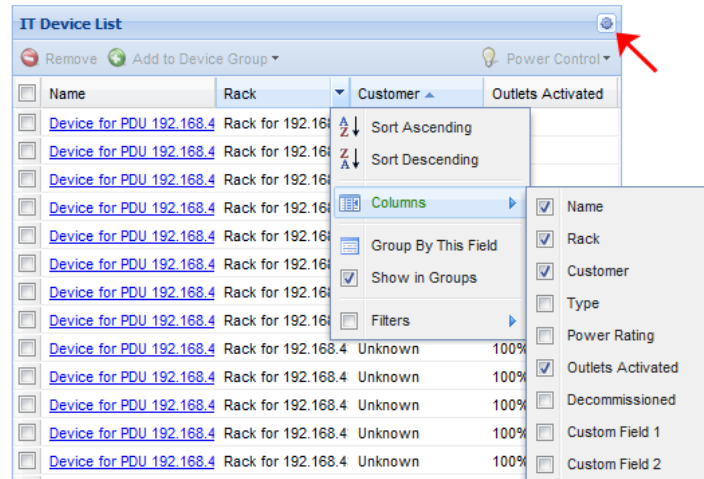 IT Device List
Remove Add to Device Group Power Control
Name Rack Customer Outlets Activated
Device for PDU 192.168.4 Rack for 192.168
Device for PDU 192.168.4 Rack for 192.168
Device for PDU 192.168.4 Rack for 192.168
Device for PDU 192.168.4 Rack for 192.168
Device for PDU 192.168.4 Rack for 192.168
Device for PDU 192.168.4 Rack for 192.168
Device for PDU 192.168.4 Rack for 192.168
Device for PDU 192.168.4 Rack for 192.168
Device for PDU 192.168.4 Rack for 192.168.4 Unknown 100%
Device for PDU 192.168.4 Rack for 192.168.4 Unknown 100%
Device for PDU 192.168.4 Rack for 192.168.4 Unknown 100%
Device for PDU 192.168.4 Rack for 192.168.4 Unknown 100%
Device for PDU 192.168.4 Rack for 192.168.4 Unknown 100%
A Z Sort Ascending
Z A Sort Descending
Columns
Group By This Field
Show in Groups
Filters
Name
Rack
Customer
Type
Power Rating
Outlets Activated
Decommissioned
Custom Field 1
Custom Field 2